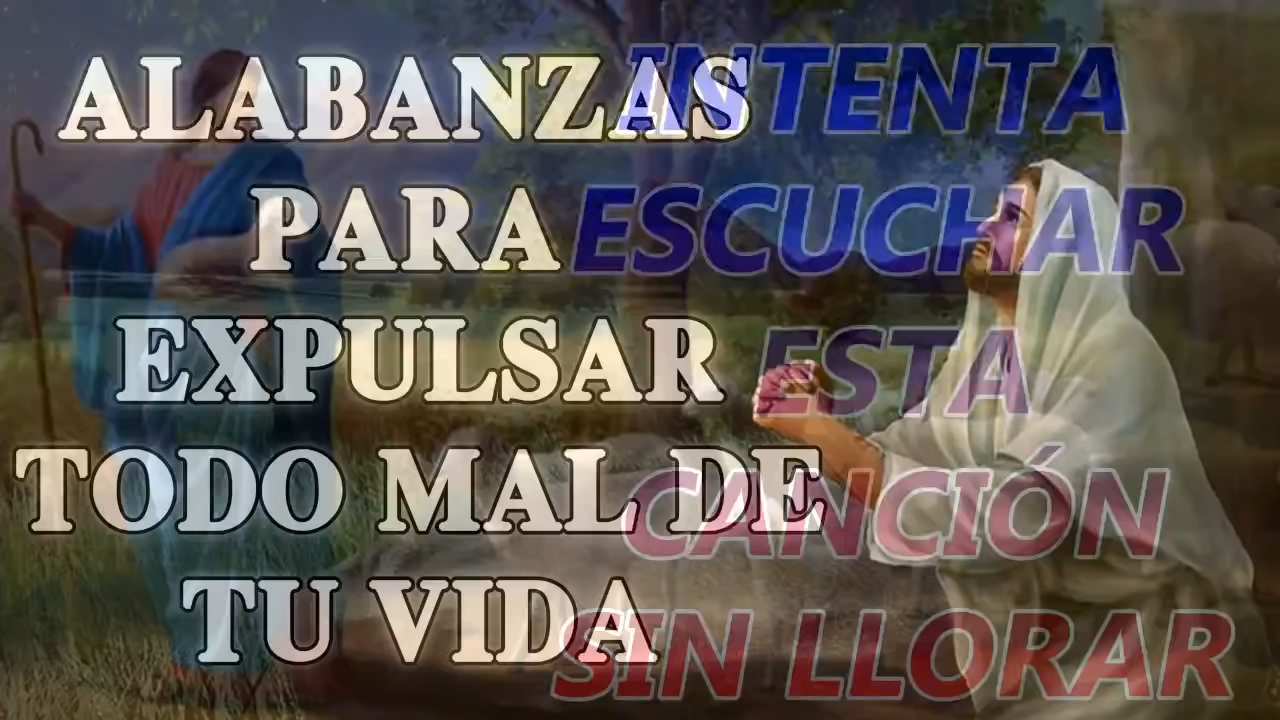 ALABANZAS
PARA
EXPULSAR
TODO MAL DE
TU VIDA
INTENTA
ESCUCHAR
ESTA
CANCIÓN
SIN LLORAR